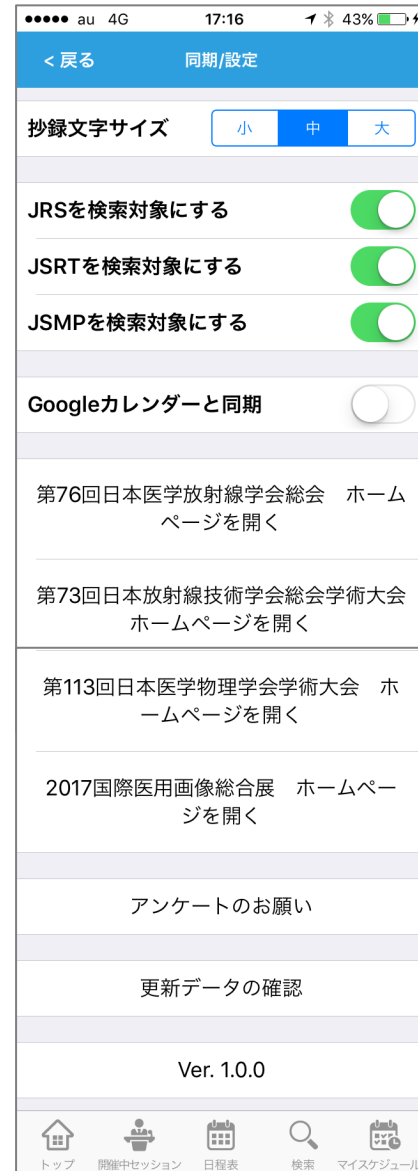 ●●●●● au 4G 17:16 43%
< 戻る 同期/設定
抄録文字サイズ 小 中 大
JRSを検索対象にする
JSRTを検索対象にする
JSMPを検索対象にする
Googleカレンダーと同期
第76回日本医学放射線学会総会　ホーム
ページを開く
第73回日本放射線技術学会総会学術大会
ホームページを開く
第113回日本医学物理学会学術大会　ホ
ームページを開く
2017国際医用画像総合展　ホームペー
ジを開く
アンケートのお願い
更新データの確認
Ver. 1.0.0
トップ 開催中セッション 日程表 検索 マイスケジュール